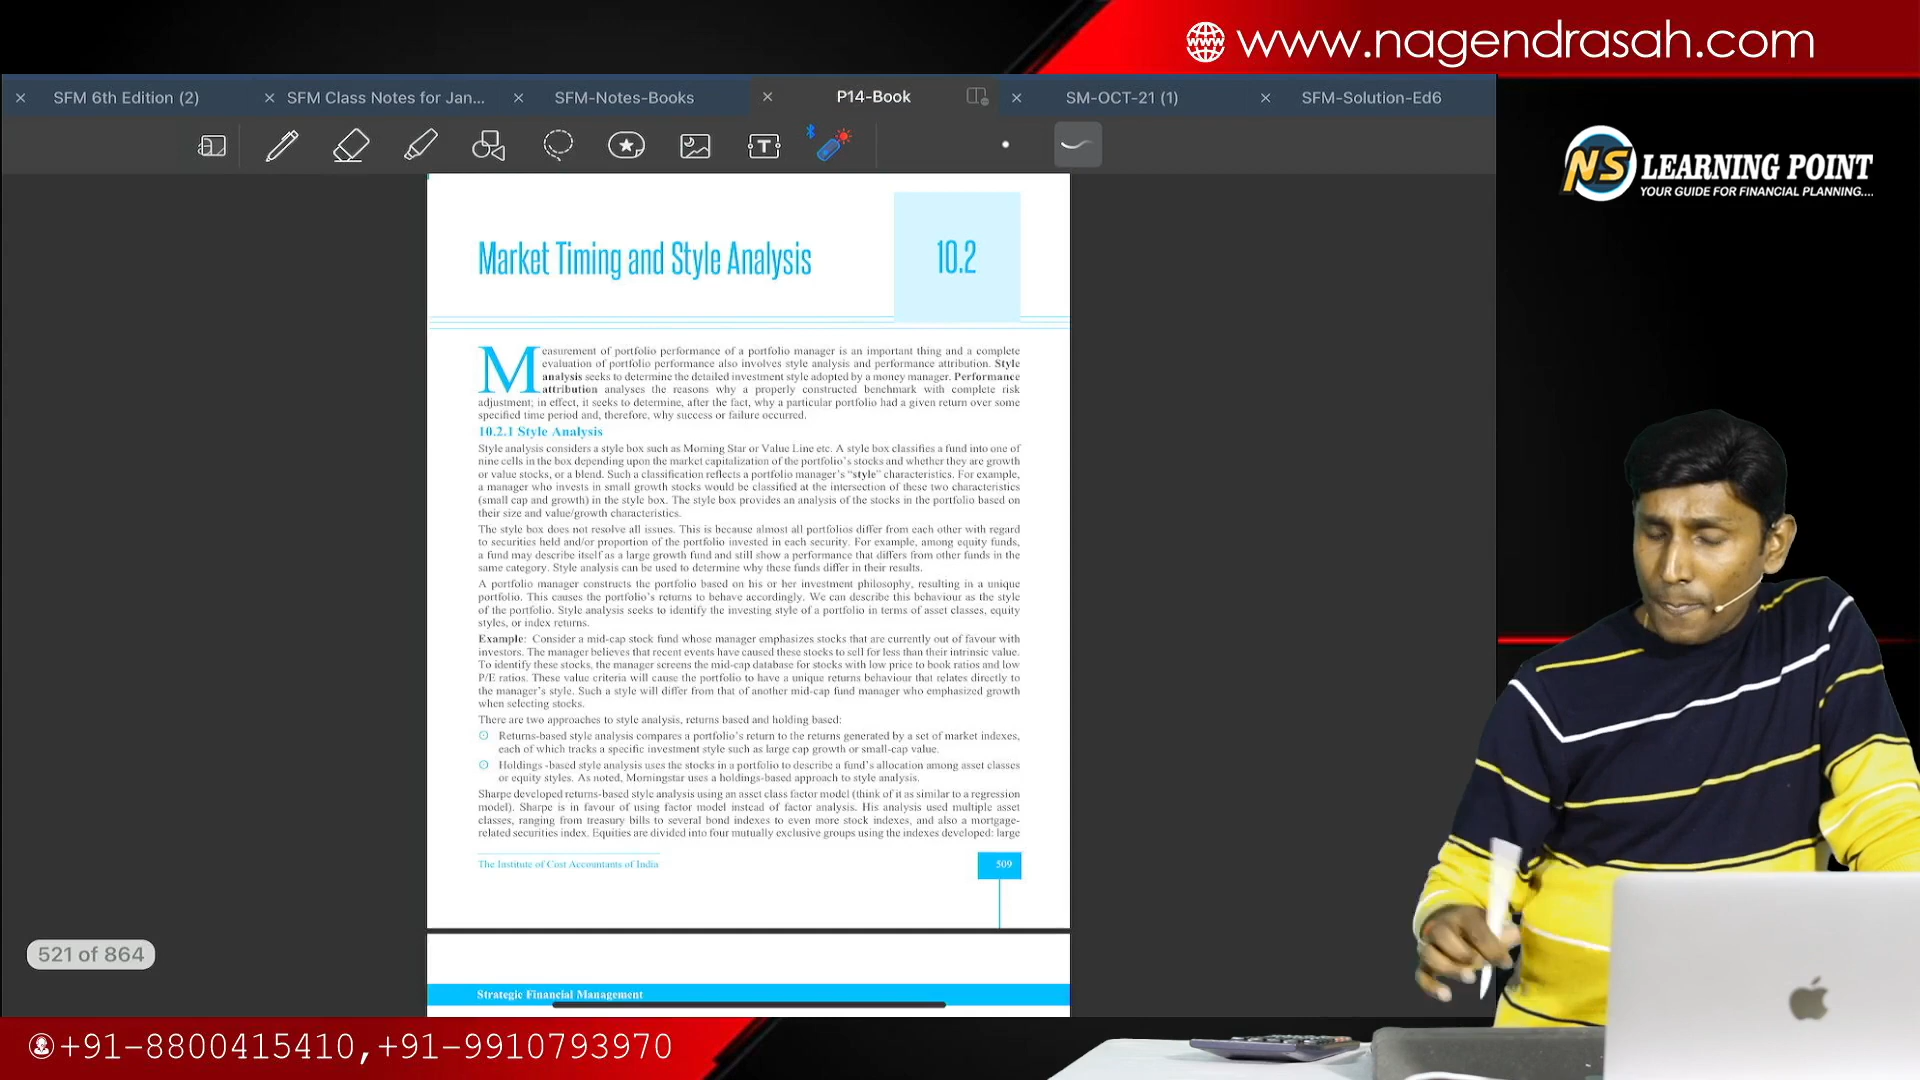 www.nagendrasah.com
SFM 6th Edition (2)
SFM Class Notes for Jan...
SFM-Notes-Books
P14-Book
SM-OCT-21 (1)
SFM-Solution-Ed6
T
NS LEARNING POINT
YOUR GUIDE FOR FINANCIAL PLANNING....
Market Timing and Style Analysis
10.2
Measurement of portfolio performance of a portfolio manager is an important thing and a complete
evaluation of portfolio performance also involves style analysis and performance attribution. Style
analysis seeks to determine the detailed investment style adopted by a money manager. Performance
attribution analyses the reasons why a properly constructed benchmark with complete risk
adjustment; in effect, it seeks to determine, after the fact, why a particular portfolio had a given return over some
specified time period and, therefore, why success or failure occurred.
10.2.1 Style Analysis
Style analysis considers a style box such as Morning Star or Value Line etc. A style box classifies a fund into one of
nine cells in the box depending upon the market capitalization of the portfolio's stocks and whether they are growth
or value stocks, or a blend. Such a classification reflects a portfolio manager's “style” characteristics. For example,
a manager who invests in small growth stocks would be classified at the intersection of these two characteristics
(small cap and growth) in the style box. The style box provides an analysis of the stocks in the portfolio based on
their size and value/growth characteristics.
The style box does not resolve all issues. This is because almost all portfolios differ from each other with regard
to securities held and/or proportion of the portfolio invested in each security. For example, among equity funds,
a fund may describe itself as a large growth fund and still show a performance that differs from other funds in the
same category. Style analysis can be used to determine why these funds differ in their results.
A portfolio manager constructs the portfolio based on his or her investment philosophy, resulting in a unique
portfolio. This causes the portfolio's returns to behave accordingly. We can describe this behaviour as the style
of the portfolio. Style analysis seeks to identify the investing style of a portfolio in terms of asset classes, equity
styles, or index returns.
Example: Consider a mid-cap stock fund whose manager emphasizes stocks that are currently out of favour with
investors. The manager believes that recent events have caused these stocks to sell for less than their intrinsic value.
To identify these stocks, the manager screens the mid-cap database for stocks with low price to book ratios and low
P/E ratios. These value criteria will cause the portfolio to have a unique returns behaviour that relates directly to
the manager's style. Such a style will differ from that of another mid-cap fund manager who emphasized growth
when selecting stocks.
There are two approaches to style analysis, returns based and holding based:
Returns-based style analysis compares a portfolio's return to the returns generated by a set of market indexes,
each of which tracks a specific investment style such as large cap growth or small-cap value.
Holdings -based style analysis uses the stocks in a portfolio to describe a fund's allocation among asset classes
or equity styles. As noted, Morningstar uses a holdings-based approach to style analysis.
Sharpe developed returns-based style analysis using an asset class factor model (think of it as similar to a regression
model). Sharpe is in favour of using factor model instead of factor analysis. His analysis used multiple asset
classes, ranging from treasury bills to several bond indexes to even more stock indexes, and also a mortgage-
related securities index. Equities are divided into four mutually exclusive groups using the indexes developed: large
The Institute of Cost Accountants of India
509
521 of 864
Strategic Financial Management
+91-8800415410,+91-9910793970